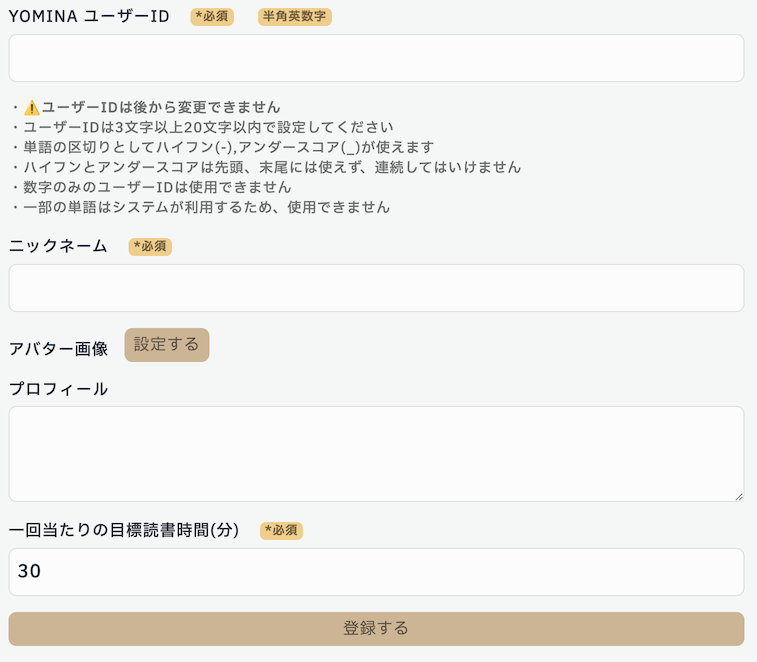 YOMINA ユーザーID *必須 半角英数字
・⚠️ユーザーIDは後から変更できません
・ユーザーIDは3文字以上20文字以内で設定してください
・単語の区切りとしてハイフン(-),アンダースコア(_)が使えます
・ハイフンとアンダースコアは先頭、末尾には使えず、連続してはいけません
・数字のみのユーザーIDは使用できません
・一部の単語はシステムが利用するため、使用できません
ニックネーム *必須
アバター画像 設定する
プロフィール
一回当たりの目標読書時間(分) *必須
30
登録する